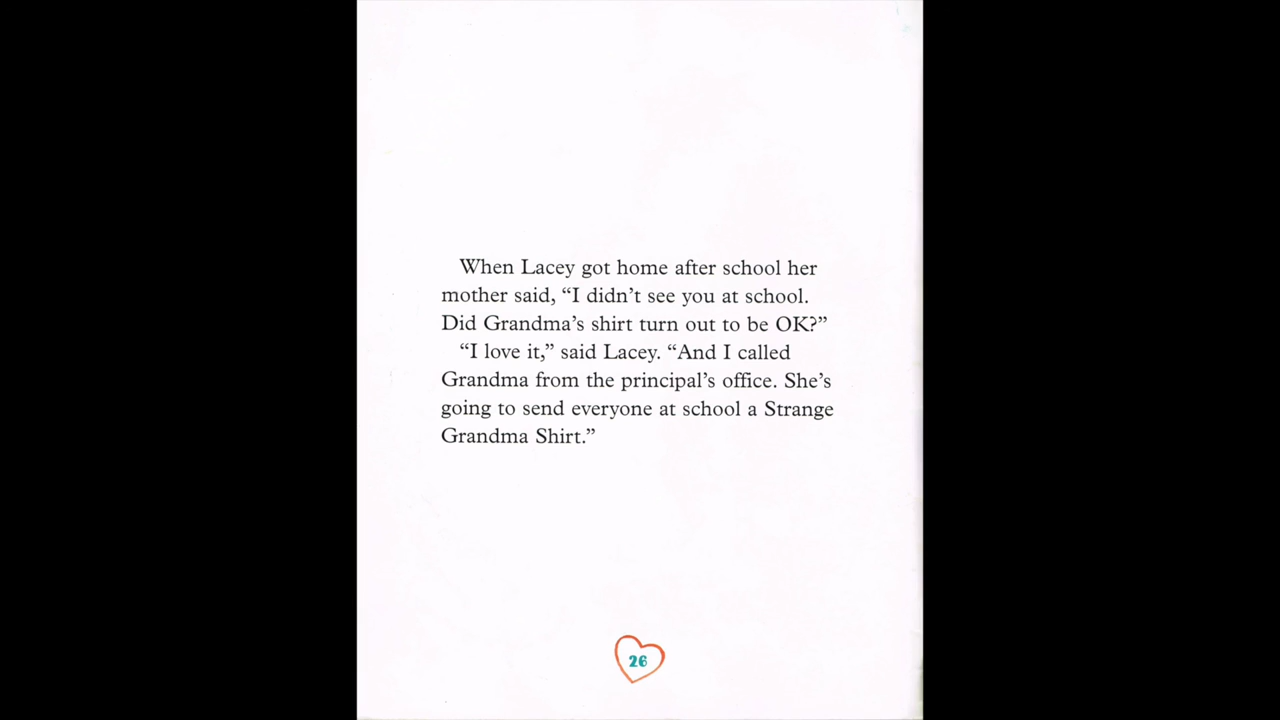 When Lacey got home after school her
mother said, “I didn’t see you at school.
Did Grandma’s shirt turn out to be OK?”
“I love it,” said Lacey. “And I called
Grandma from the principal’s office. She’s
going to send everyone at school a Strange
Grandma Shirt.”
26